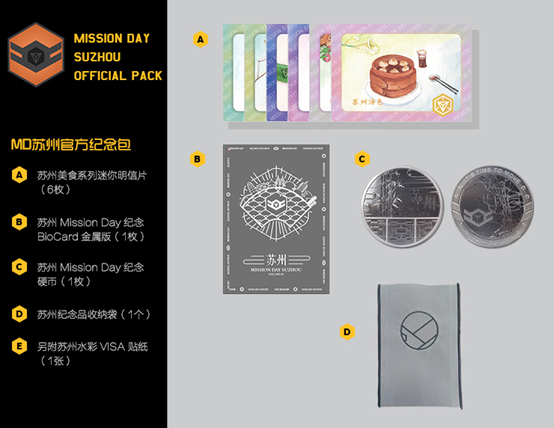 MISSION DAY
SUZHOU
OFFICIAL PACK
MD苏州官方纪念包
A 苏州美食系列迷你明信片
（6枚）
B 苏州 Mission Day 纪念
BioCard 金属版（1枚）
C 苏州 Mission Day 纪念
硬币（1枚）
D 苏州纪念品收纳袋（1个）
E 另附苏州水彩 VISA 贴纸
（1张）
A
苏州汤包
B
苏州
MISSION DAY SUZHOU
C
TIME TO MOVE
D